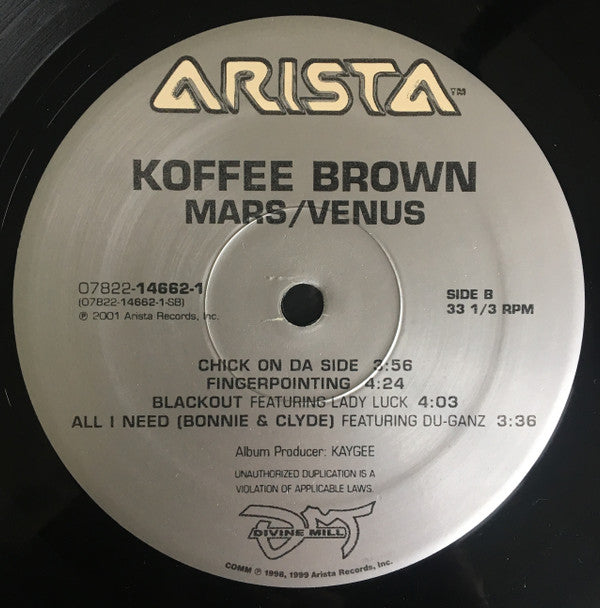 ARISTA™
KOFFEE BROWN
MARS/VENUS
07822-14662-1
(07822-14662-1-SB)
℗ 2001 Arista Records, Inc.
SIDE B
33 1/3 RPM
CHICK ON DA SIDE 3:56
FINGERPOINTING 4:24
BLACKOUT FEATURING LADY LUCK 4:03
ALL I NEED (BONNIE & CLYDE) FEATURING DU-GANZ 3:36
Album Producer: KAYGEE
UNAUTHORIZED DUPLICATION IS A
VIOLATION OF APPLICABLE LAWS.
DM
DIVINE MILL
COMM ℗ 1998, 1999 Arista Records, Inc.